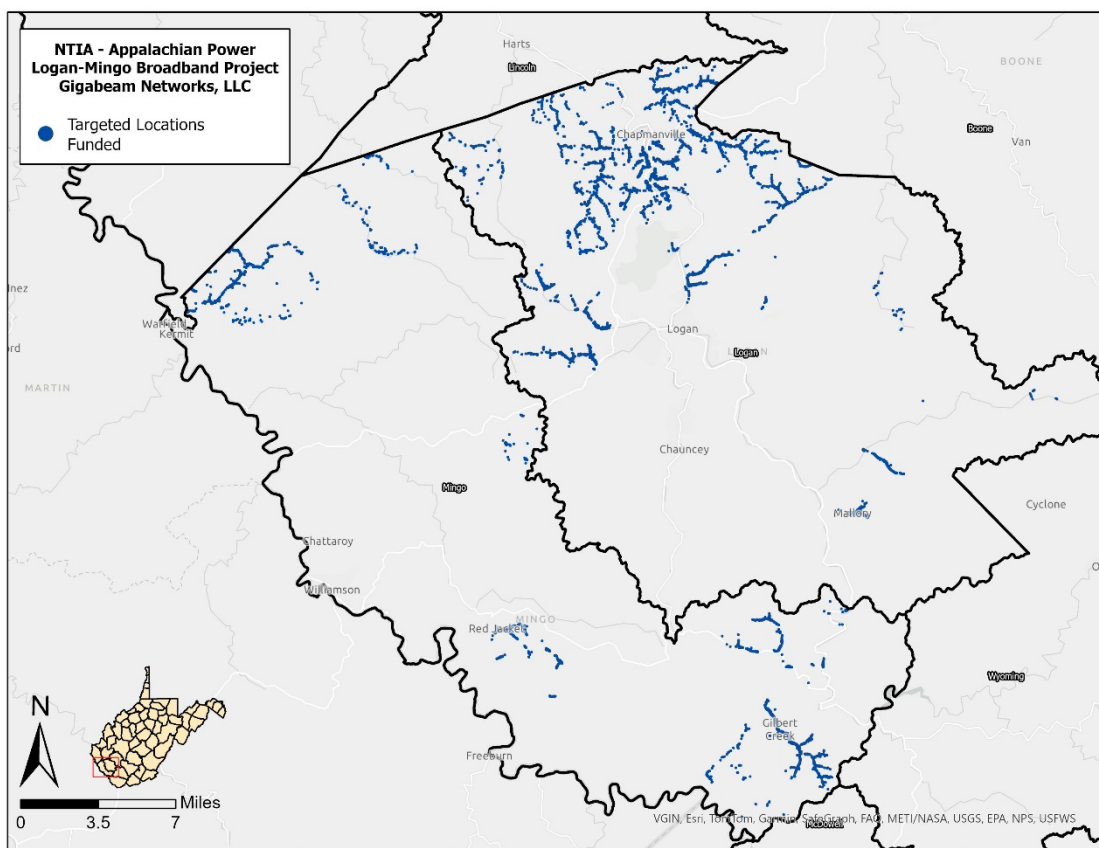 NTIA - Appalachian Power
Logan-Mingo Broadband Project
Gigabeam Networks, LLC
Targeted Locations
Funded
Harts
Lincoln
BOONE
Boone
Van
Chapmanville
Warfield
Kermit
MARTIN
Logan
Logan
Chauncey
Mingo
Mallory
Cyclone
Chattaroy
Williamson
MINGO
Red Jacket
Wyoming
Gilbert
Creek
Freeburn
N
Miles
0 3.5 7
McDowell
VGIN, Esri, TomTom, Garmin, SafeGraph, FAO, METI/NASA, USGS, EPA, NPS, USFWS